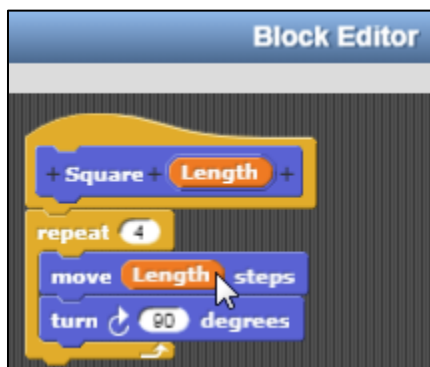 Block Editor
+ Square + Length +
repeat 4
move Length steps
turn 90 degrees